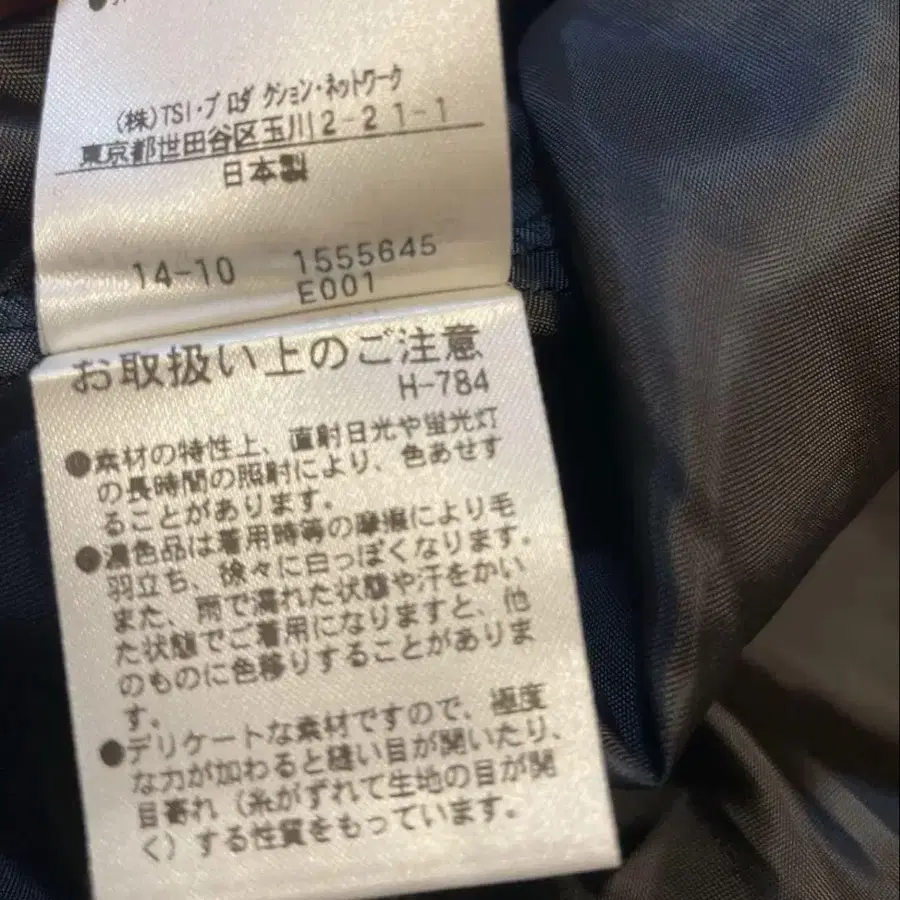 (株)TSI・プロダクション・ネットワーク
東京都世田谷区玉川2-21-1
日本製
14-10 1555645
E001
お取扱い上のご注意
H-784
●素材の特性上、直射日光や蛍光灯
の長時間の照射により、色あせす
ることがあります。
●濃色品は着用時等の摩擦により毛
羽立ち、徐々に白っぽくなります。
また、雨で濡れた状態や汗をかい
た状態でご着用になりますと、他
のものに色移りすることがありま
す。
●デリケートな素材ですので、極度
な力が加わると縫い目が開いたり、
目寄れ（糸がずれて生地の目が開
く）する性質をもっています。